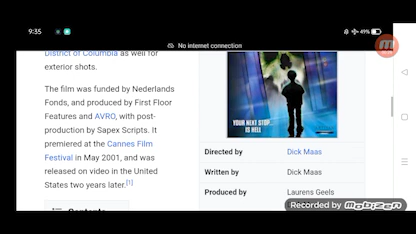 9:35
49%
No internet connection
District of Columbia as well for
exterior shots.
The film was funded by Nederlands
Fonds, and produced by First Floor
Features and AVRO, with post-
production by Sapex Scripts. It
premiered at the Cannes Film
Festival in May 2001, and was
released on video in the United
States two years later.[1]
Contents
YOUR NEXT STOP...
IS HELL
Directed by Dick Maas
Written by Dick Maas
Produced by Laurens Geels
Recorded by
MOBIZEN